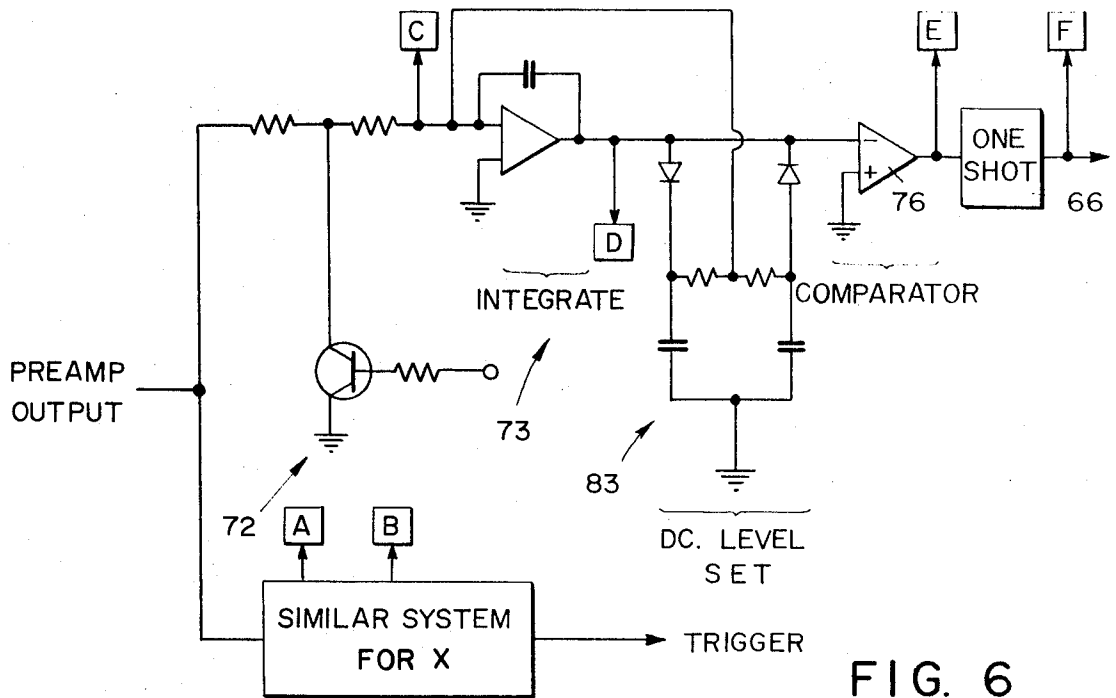 C
E
F
ONE
SHOT
-
+
76
66
D
INTEGRATE
COMPARATOR
PREAMP
OUTPUT
73
83
72
A
B
DC. LEVEL
SET
SIMILAR SYSTEM
FOR X
TRIGGER
FIG. 6